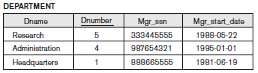 DEPARTMENT
Dname Dnumber Mgr_ssn Mgr_start_date
Research 5 333445555 1988-05-22
Administration 4 987654321 1995-01-01
Headquarters 1 888665555 1981-06-19